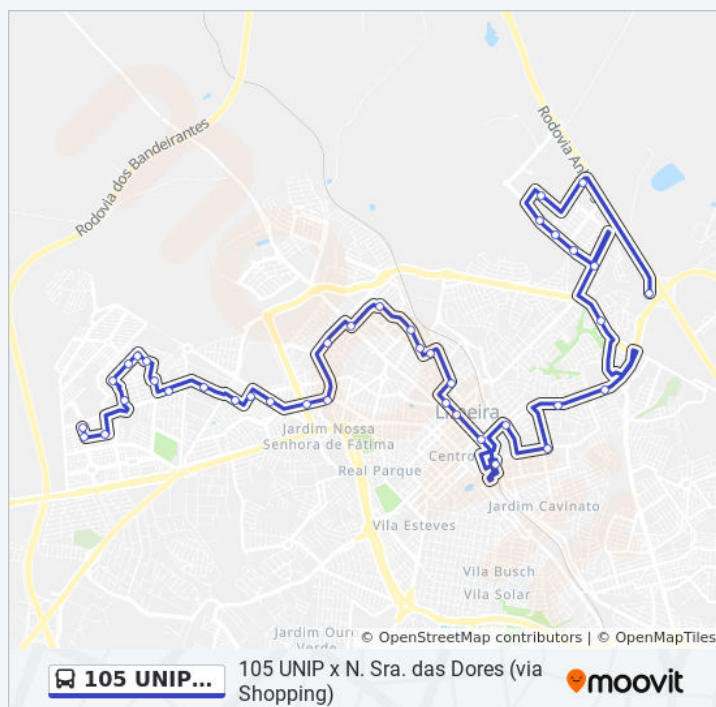 Rodovia dos Bandeirantes
Rodovia An
Limeira
Jardim Nossa
Senhora de Fátima
Centro
Real Parque
Jardim Cavinato
Vila Esteves
Vila Busch
Vila Solar
Jardim Ouro
Verde
© OpenStreetMap contributors | © OpenMapTiles
105 UNIP...
105 UNIP x N. Sra. das Dores (via
Shopping)
moovit